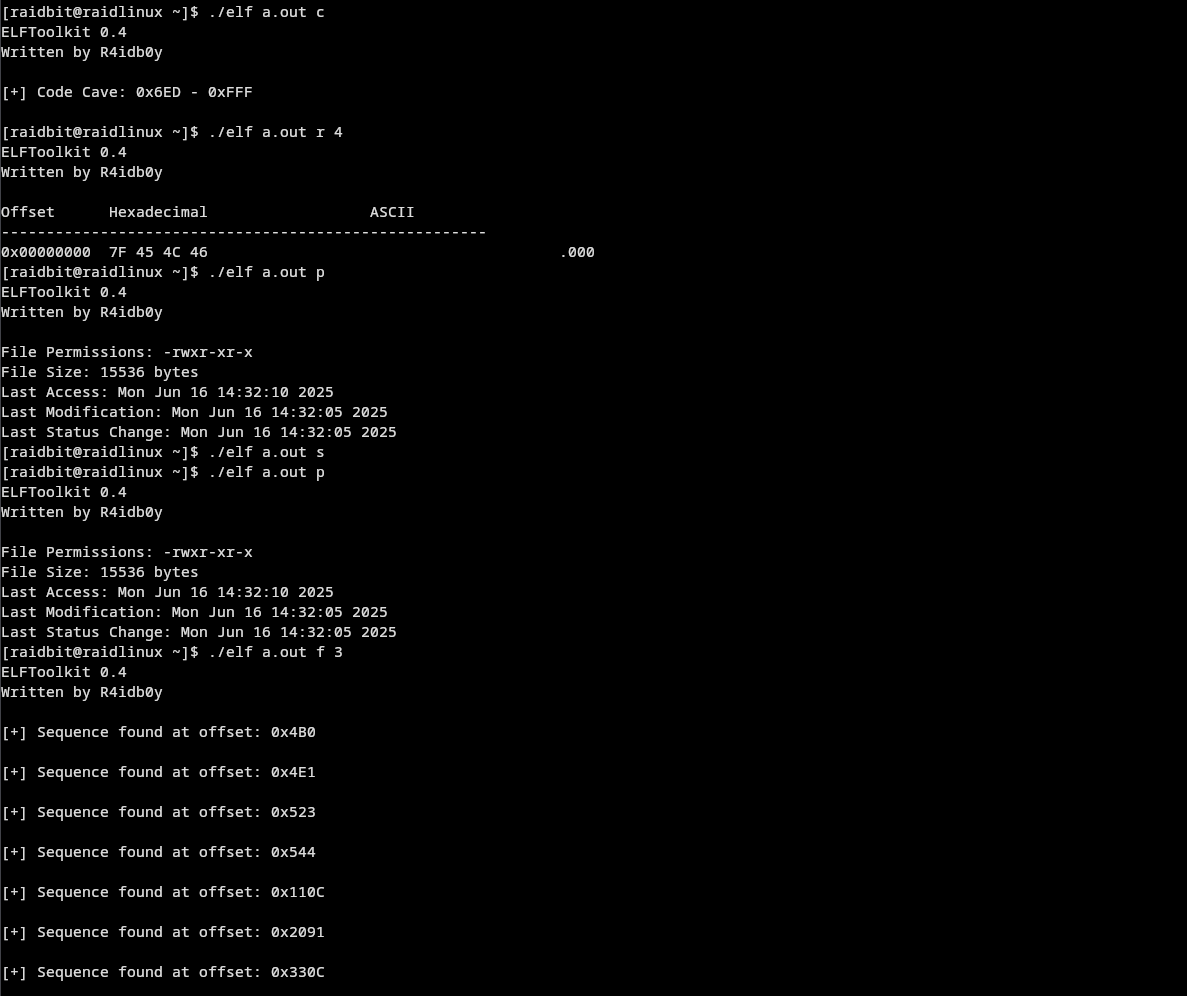 [raidbit@raidlinux ~]$ ./elf a.out c
ELFToolkit 0.4
Written by R4idb0y
[+] Code Cave: 0x6ED - 0xFFF
[raidbit@raidlinux ~]$ ./elf a.out r 4
ELFToolkit 0.4
Written by R4idb0y
Offset      Hexadecimal                  ASCII
------------------------------------------------------
0x00000000  7F 45 4C 46                                       .000
[raidbit@raidlinux ~]$ ./elf a.out p
ELFToolkit 0.4
Written by R4idb0y
File Permissions: -rwxr-xr-x
File Size: 15536 bytes
Last Access: Mon Jun 16 14:32:10 2025
Last Modification: Mon Jun 16 14:32:05 2025
Last Status Change: Mon Jun 16 14:32:05 2025
[raidbit@raidlinux ~]$ ./elf a.out s
[raidbit@raidlinux ~]$ ./elf a.out p
ELFToolkit 0.4
Written by R4idb0y
File Permissions: -rwxr-xr-x
File Size: 15536 bytes
Last Access: Mon Jun 16 14:32:10 2025
Last Modification: Mon Jun 16 14:32:05 2025
Last Status Change: Mon Jun 16 14:32:05 2025
[raidbit@raidlinux ~]$ ./elf a.out f 3
ELFToolkit 0.4
Written by R4idb0y
[+] Sequence found at offset: 0x4B0
[+] Sequence found at offset: 0x4E1
[+] Sequence found at offset: 0x523
[+] Sequence found at offset: 0x544
[+] Sequence found at offset: 0x110C
[+] Sequence found at offset: 0x2091
[+] Sequence found at offset: 0x330C